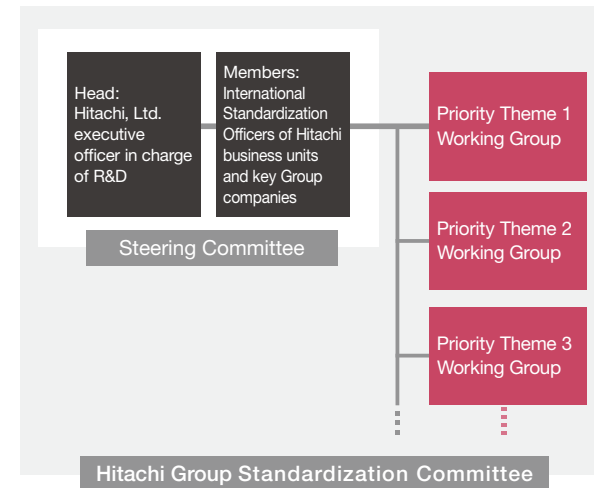 Head:
Hitachi, Ltd.
executive
officer in charge
of R&D
Members:
International
Standardization
Officers of Hitachi
business units
and key Group
companies
Steering Committee
Priority Theme 1
Working Group
Priority Theme 2
Working Group
Priority Theme 3
Working Group
Hitachi Group Standardization Committee